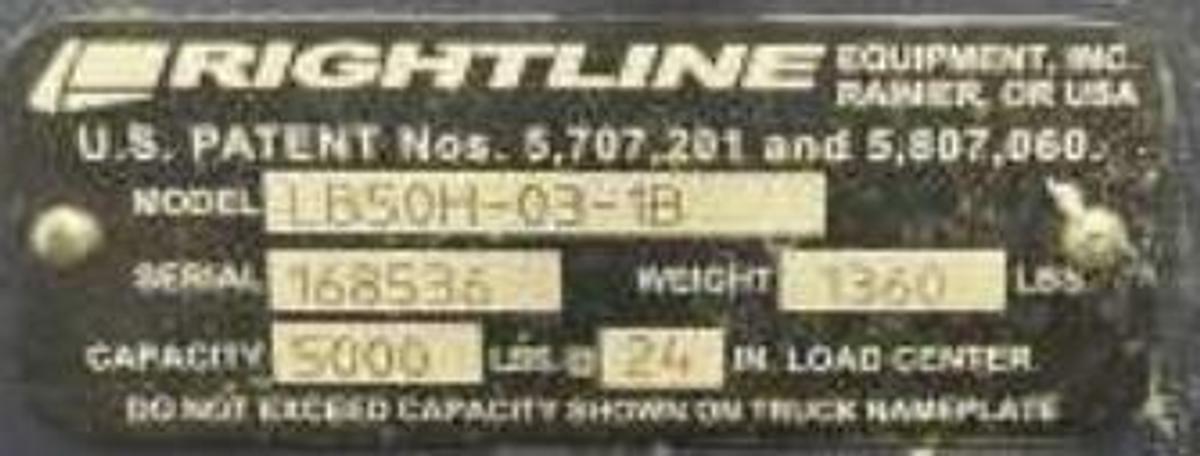 RIGHTLINE EQUIPMENT, INC.
RAINIER, OR USA
U.S. PATENT Nos. 5,707,201 and 5,807,060.
MODEL LB50H-03-1B
SERIAL 168536 WEIGHT 1360 LBS.
CAPACITY 5000 LBS. @ 24 IN. LOAD CENTER
DO NOT EXCEED CAPACITY SHOWN ON TRUCK NAMEPLATE